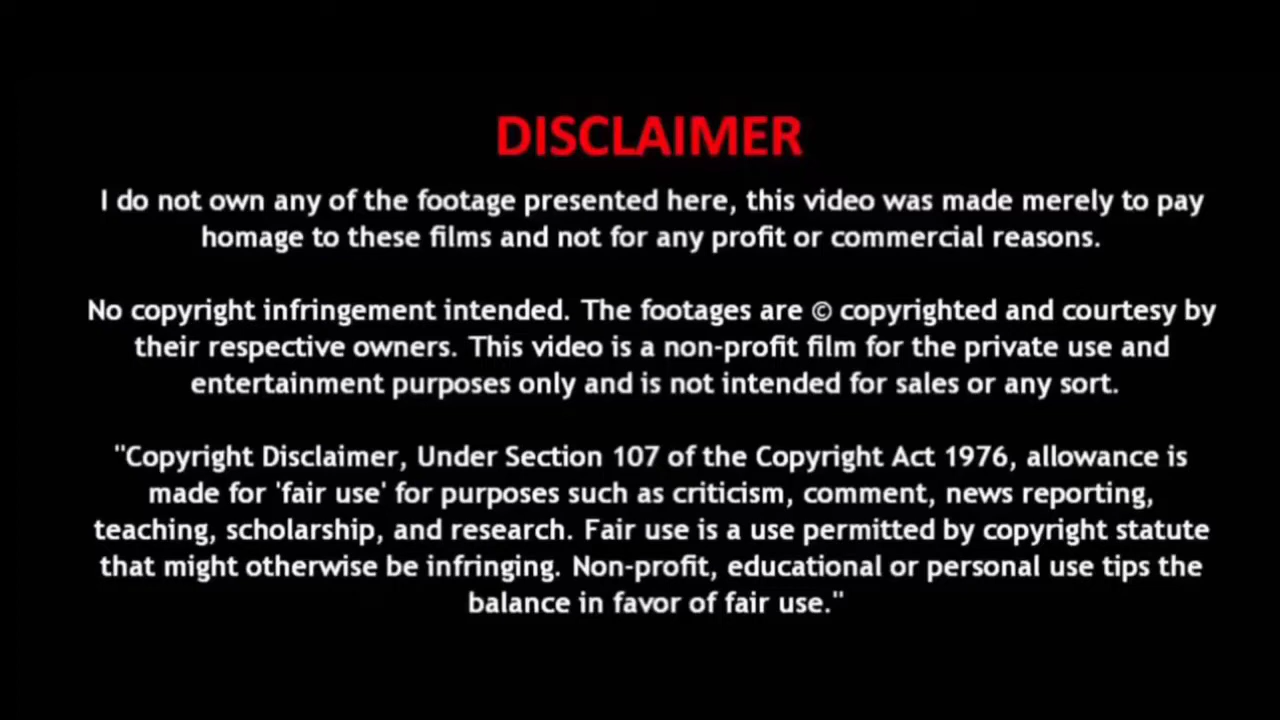 DISCLAIMER
I do not own any of the footage presented here, this video was made merely to pay
homage to these films and not for any profit or commercial reasons.
No copyright infringement intended. The footages are © copyrighted and courtesy by
their respective owners. This video is a non-profit film for the private use and
entertainment purposes only and is not intended for sales or any sort.
"Copyright Disclaimer, Under Section 107 of the Copyright Act 1976, allowance is
made for 'fair use' for purposes such as criticism, comment, news reporting,
teaching, scholarship, and research. Fair use is a use permitted by copyright statute
that might otherwise be infringing. Non-profit, educational or personal use tips the
balance in favor of fair use."